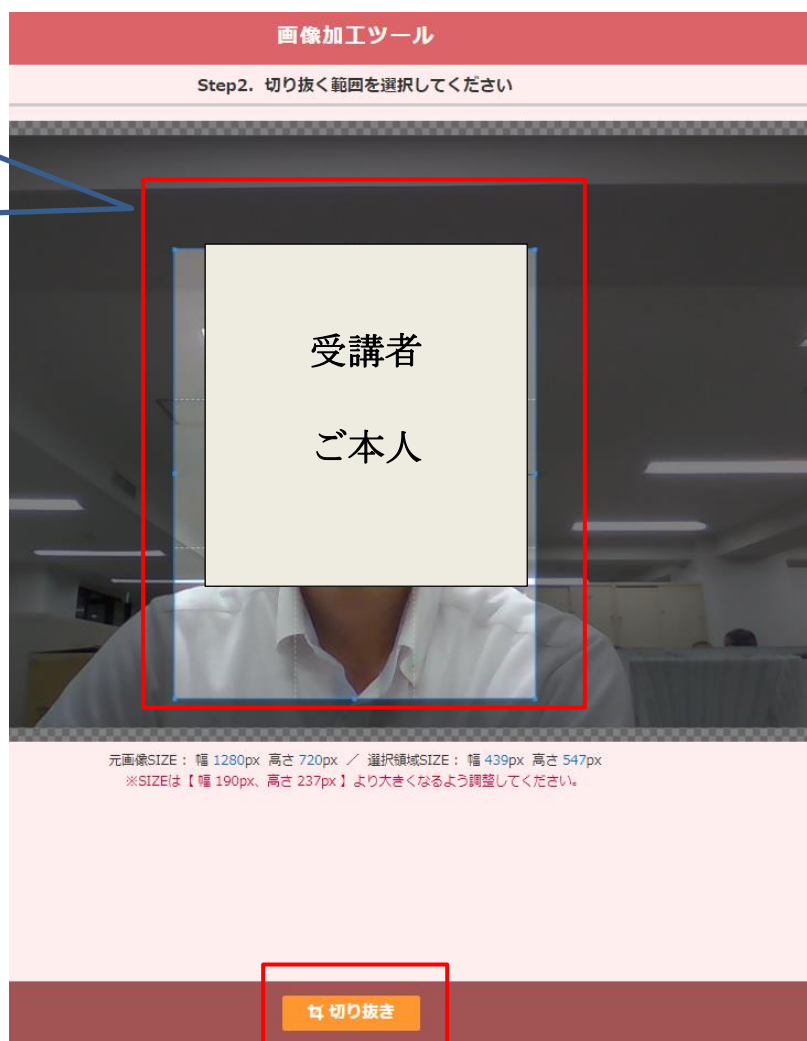 画像加工ツール
Step2. 切り抜く範囲を選択してください
受講者
ご本人
元画像SIZE： 幅 1280px 高さ 720px ／ 選択領域SIZE： 幅 439px 高さ 547px
※SIZEは【 幅 190px、高さ 237px 】より大きくなるよう調整してください。
切り抜き